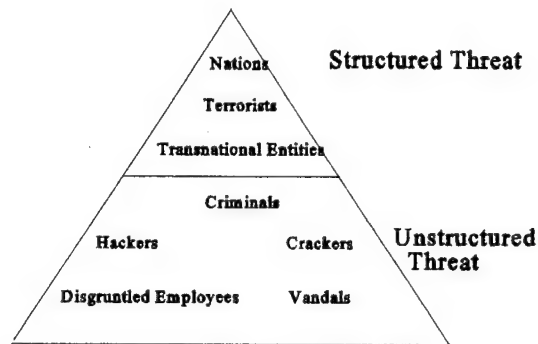 Nations
Structured Threat
Terrorists
Transnational Entities
Criminals
Hackers
Crackers
Unstructured
Threat
Disgruntled Employees
Vandals